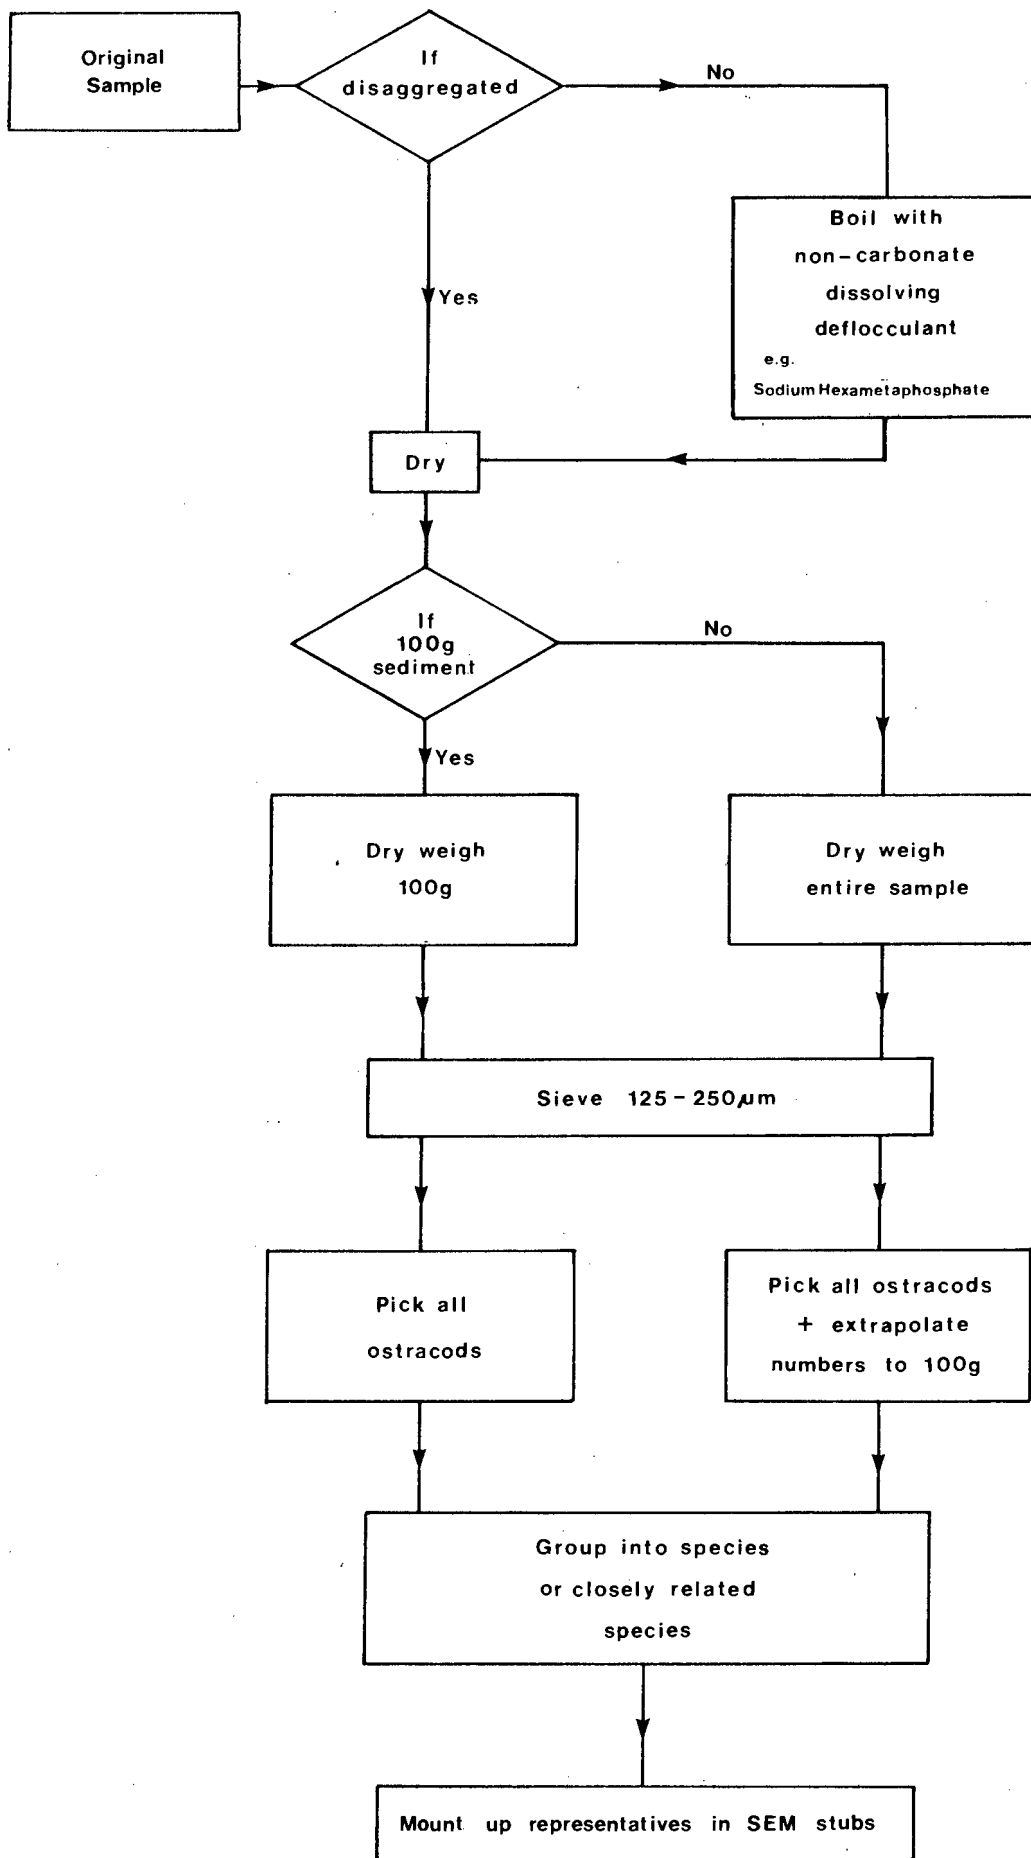 Original
Sample
If
disaggregated
No
Boil with
non-carbonate
dissolving
deflocculant
e.g.
Sodium Hexametaphosphate
Yes
Dry
If
100g
sediment
No
Yes
Dry weigh
100g
Dry weigh
entire sample
Sieve 125-250µm
Pick all
ostracods
Pick all ostracods
+ extrapolate
numbers to 100g
Group into species
or closely related
species
Mount up representatives in SEM stubs